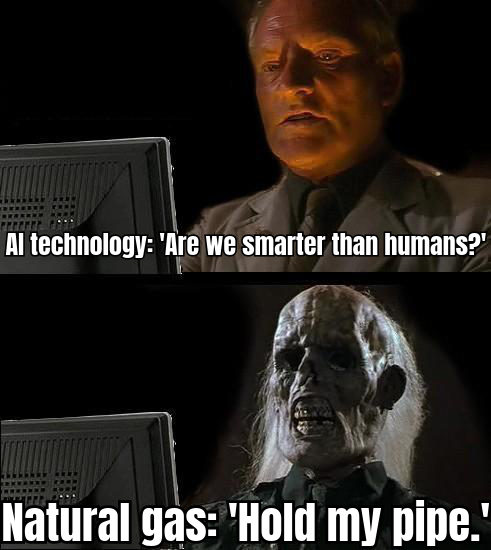 AI technology: 'Are we smarter than humans?'
Natural gas: 'Hold my pipe.'